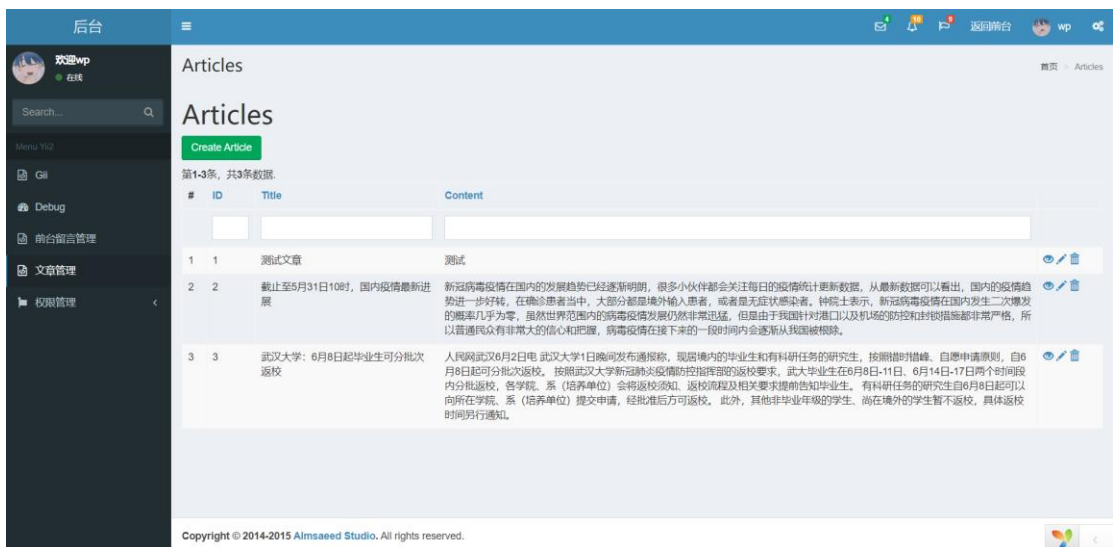 后台
4
10
9
返回前台
wp
欢迎wp
在线
Search...
Menu Yii2
Gii
Debug
前台留言管理
文章管理
权限管理
Articles
首页 > Articles
Articles
Create Article
第1-3条，共3条数据.
# ID Title Content
1 1 测试文章 测试
2 2 截止至5月31日10时，国内疫情最新进
展
新冠病毒疫情在国内的发展趋势已经逐渐明朗，很多小伙伴都会关注每日的疫情统计更新数据，从最新数据可以看出，国内的疫情趋
势进一步好转，在确诊患者当中，大部分都是境外输入患者，或者是无症状感染者。钟院士表示，新冠病毒疫情在国内发生二次爆发
的概率几乎为零，虽然世界范围内的病毒疫情发展仍然非常迅猛，但是由于我国针对港口以及机场的防控和封锁措施都非常严格，所
以普通民众有非常大的信心和把握，病毒疫情在接下来的一段时间内会逐渐从我国被根除。
3 3 武汉大学：6月8日起毕业生可分批次
返校
人民网武汉6月2日电 武汉大学1日晚间发布通报称，现居境内的毕业生和有科研任务的研究生，按照错时错峰、自愿申请原则，自6
月8日起可分批次返校。 按照武汉大学新冠肺炎疫情防控指挥部的返校要求，武大毕业生在6月8日-11日、6月14日-17日两个时间段
内分批返校，各学院、系（培养单位）会将返校须知、返校流程及相关要求提前告知毕业生。 有科研任务的研究生自6月8日起可以
向所在学院、系（培养单位）提交申请，经批准后方可返校。 此外，其他非毕业年级的学生、尚在境外的学生暂不返校，具体返校
时间另行通知。
Copyright © 2014-2015 Almsaeed Studio. All rights reserved.